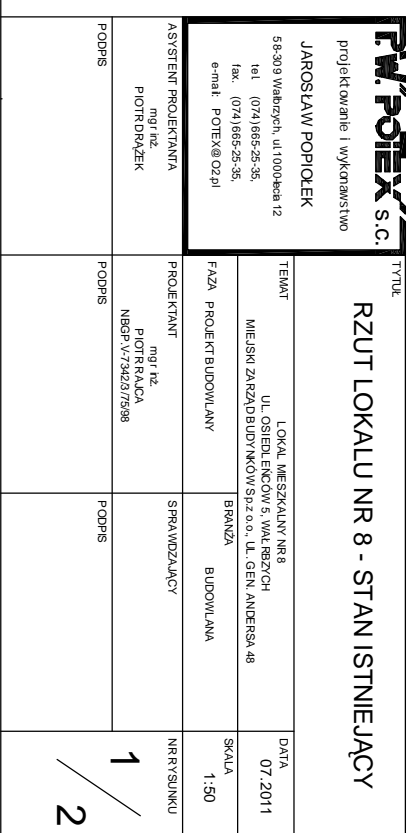 P.W. POTEX S.C.
projektowanie i wykonawstwo
JAROSŁAW POPIOŁEK
58-309 Wałbrzych, ul.1000-lecia 12
tel. (074)665-25-35,
fax. (074)665-25-35,
e-mail: POTEX@O2.pl
TYTUŁ
RZUT LOKALU NR 8 - STAN ISTNIEJĄCY
TEMAT
LOKAL MIESZKALNY NR 8
UL. OSIEDLEŃCÓW 5, WAŁRBZYCH
MIEJSKI ZARZĄD BUDYNKÓW Sp.z o.o., UL. GEN. ANDERSA 48
DATA
07.2011
FAZA PROJEKT BUDOWLANY
BRANŻA
BUDOWLANA
SKALA
1:50
ASYSTENT PROJEKTANTA
mgr inż.
PIOTR DRĄŻEK
PROJEKTANT
mgr inż.
PIOTR RAJCA
NBGP.V-7342/3/75/98
SPRAWDZAJĄCY
NR RYSUNKU
1/2
PODPIS
PODPIS
PODPIS